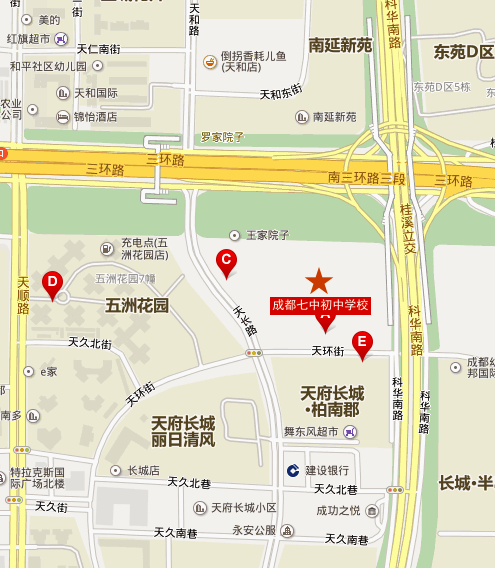 美的
红旗超市
天仁南街
和平社区幼儿园
天和国际
锦怡酒店
农业
公司
天和路
倒拐香耗儿鱼
(天和店)
南延新苑
科华南路
东苑D区
东苑D区5栋
天和东街
南延新苑
罗家院子
三环路
三环路
南三环路三段
三环路
桂溪立交
王家院子
充电点(五
洲花园店)
五洲花园7幢
C
D
天顺路
五洲花园
天长路
成都七中初中学校
A
E
科华南路
天久北街
天环街
e家
天环街
科华南路
科华南路
成都
邦国际
天府长城
·柏南郡
南多
天府长城
丽日清风
舞东风超市
特拉克斯国
际广场北楼
长城店
建设银行
天久北巷
天久北巷
长城·半
天久街
天府长城小区
成功之悦
永安公服
天久南巷
天久南巷